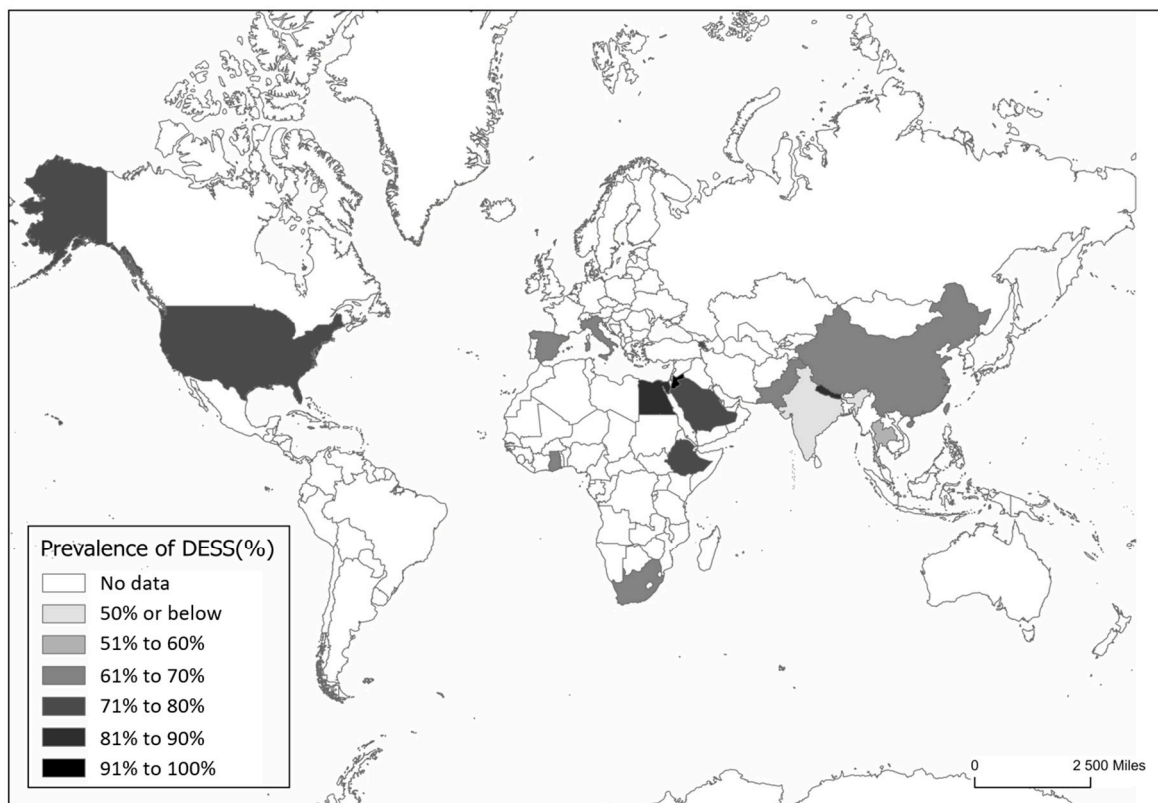 Prevalence of DESS(%)
No data
50% or below
51% to 60%
61% to 70%
71% to 80%
81% to 90%
91% to 100%
0 2 500 Miles